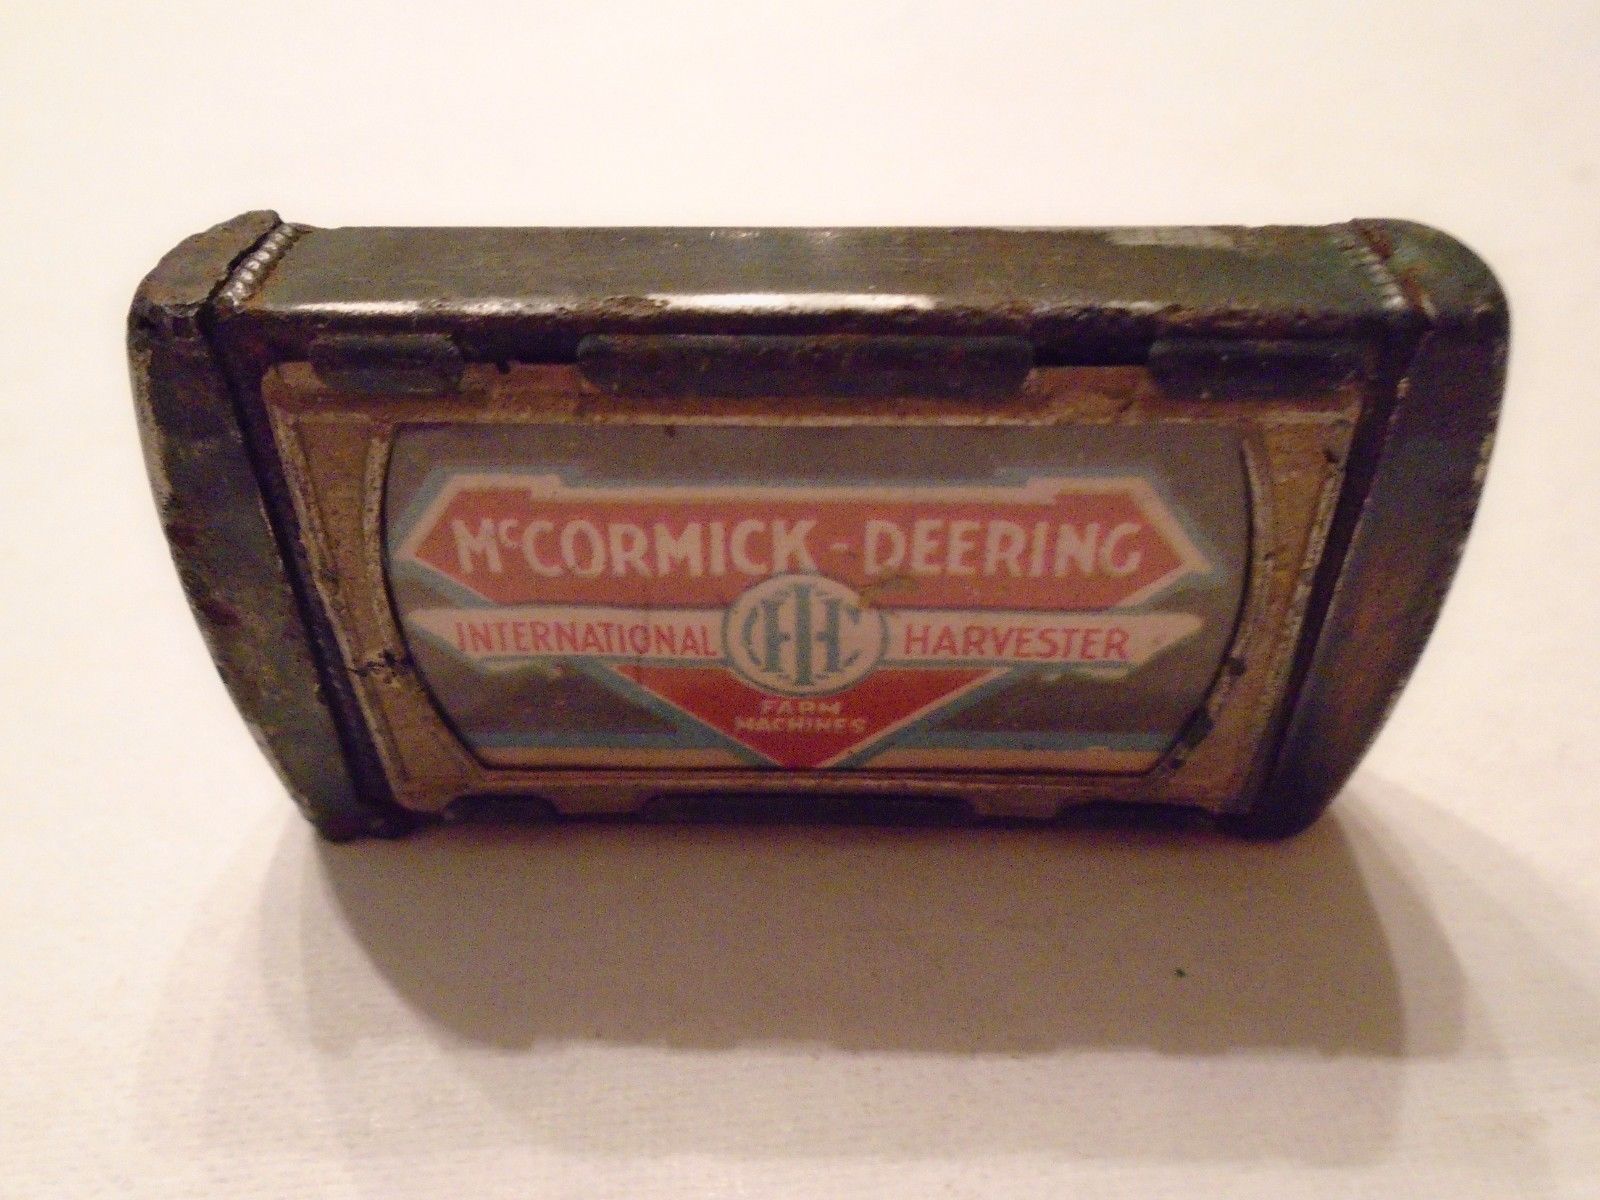 McCORMICK-DEERING
INTERNATIONAL IHC HARVESTER
FARM
MACHINES